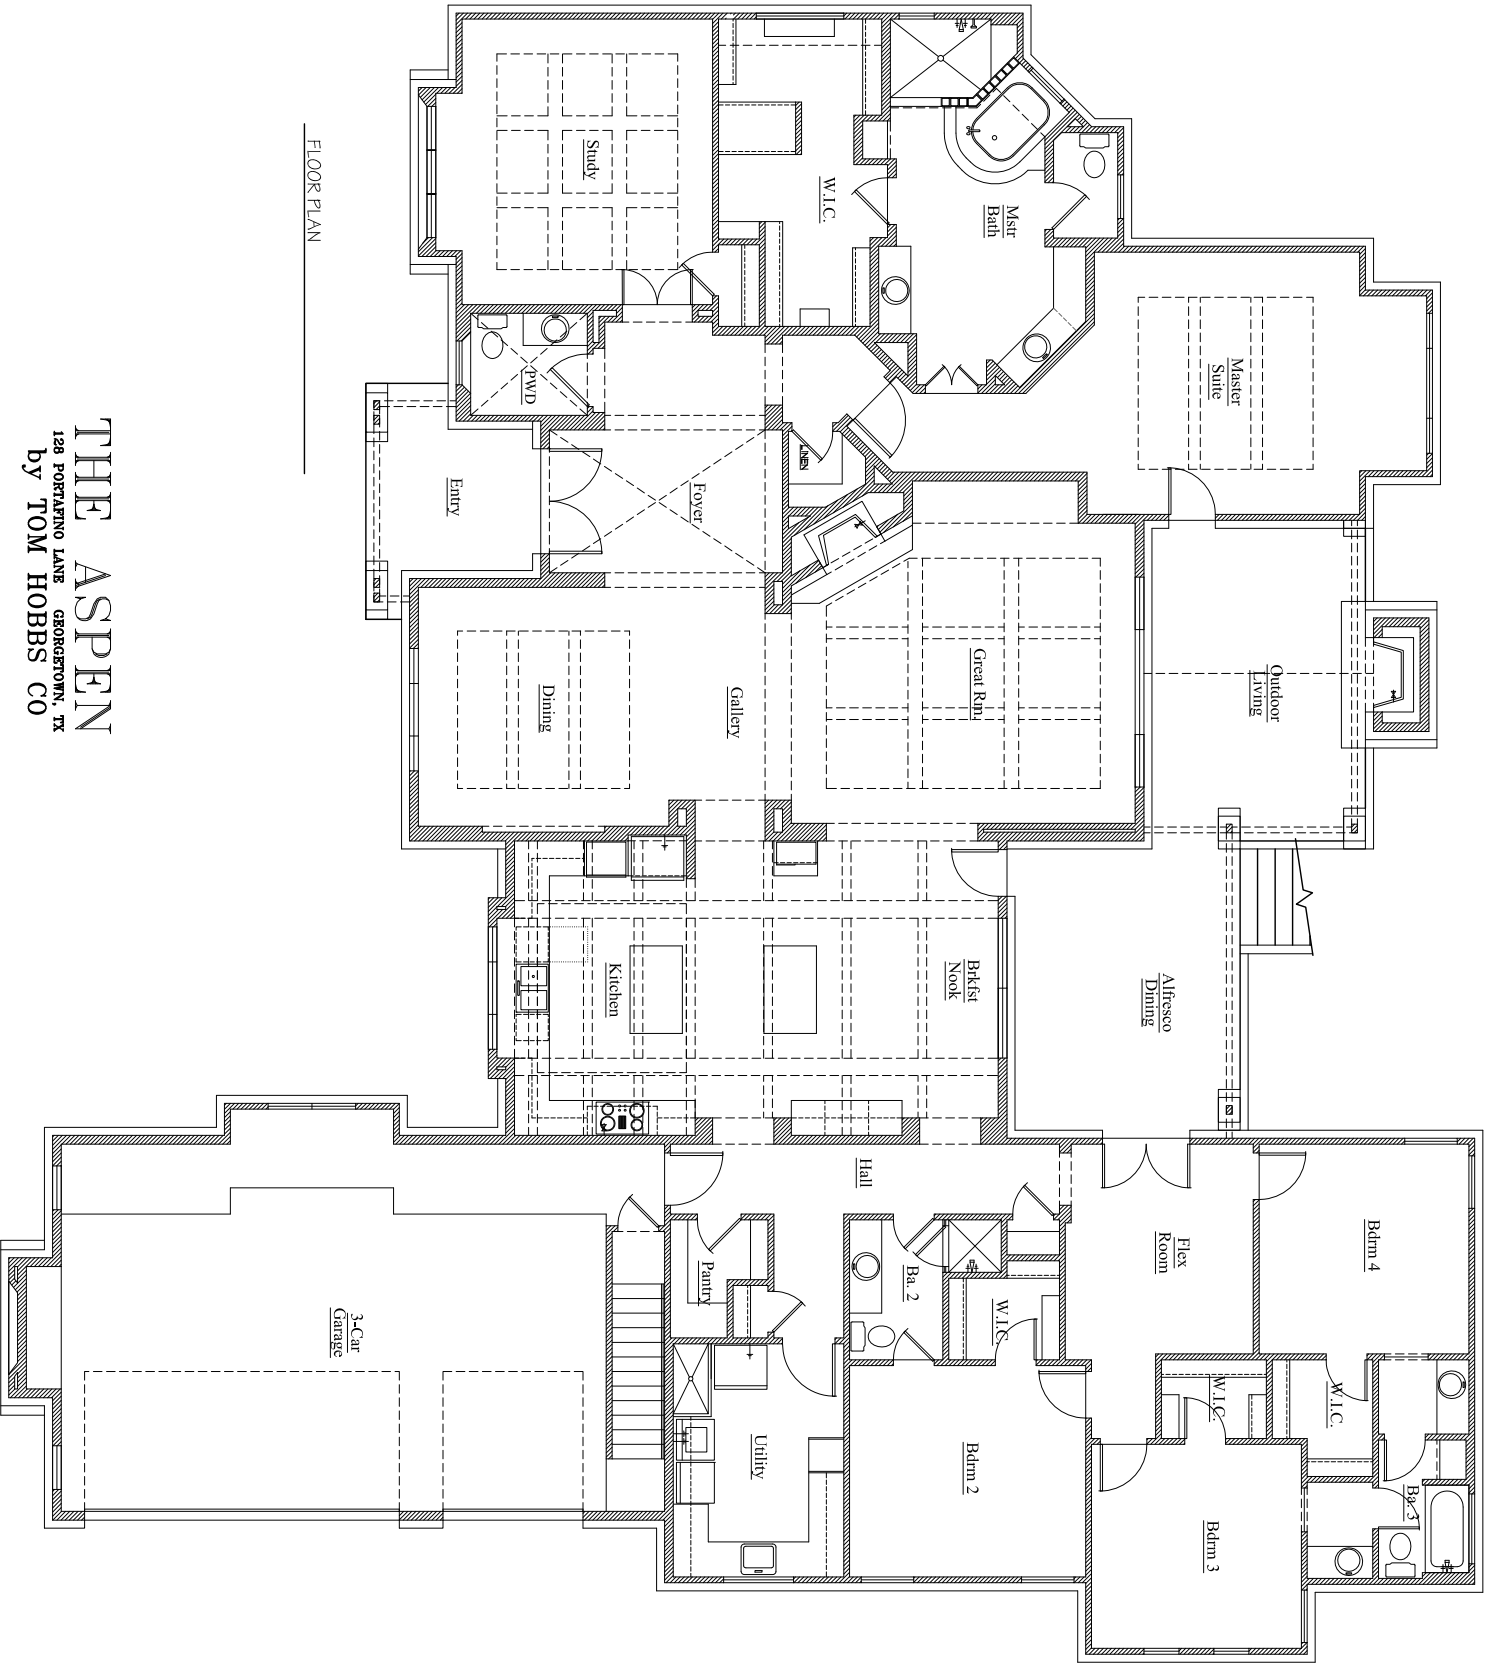 Master
Suite
Mstr
Bath
W.I.C.
Study
PWD
LINEN
Entry
Foyer
Outdoor
Living
Great Rm.
Gallery
Dining
Alfresco
Dining
Brkfst
Nook
Kitchen
Hall
Bdrm 4
Flex
Room
Pantry
Ba. 2
W.I.C.
W.I.C.
W.I.C.
3-Car
Garage
Utility
Bdrm 2
Bdrm 3
Ba. 3
FLOOR PLAN
THE ASPEN
128 PORTAFINO LANE GEORGETOWN, TX
by TOM HOBBS CO